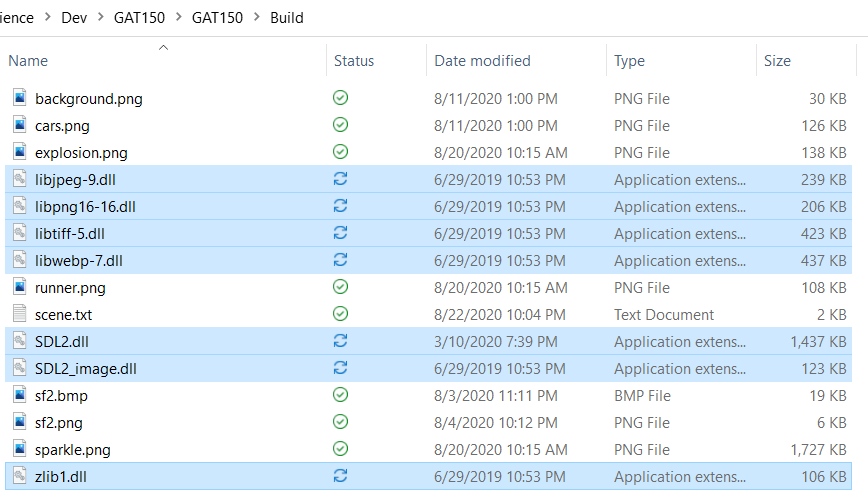 ience > Dev > GAT150 > GAT150 > Build
Name Status Date modified Type Size
background.png 8/11/2020 1:00 PM PNG File 30 KB
cars.png 8/11/2020 1:00 PM PNG File 126 KB
explosion.png 8/20/2020 10:15 AM PNG File 138 KB
libjpeg-9.dll 6/29/2019 10:53 PM Application extens... 239 KB
libpng16-16.dll 6/29/2019 10:53 PM Application extens... 206 KB
libtiff-5.dll 6/29/2019 10:53 PM Application extens... 423 KB
libwebp-7.dll 6/29/2019 10:53 PM Application extens... 437 KB
runner.png 8/20/2020 10:15 AM PNG File 108 KB
scene.txt 8/22/2020 10:04 PM Text Document 2 KB
SDL2.dll 3/10/2020 7:39 PM Application extens... 1,437 KB
SDL2_image.dll 6/29/2019 10:53 PM Application extens... 123 KB
sf2.bmp 8/3/2020 11:11 PM BMP File 19 KB
sf2.png 8/4/2020 10:12 PM PNG File 6 KB
sparkle.png 8/20/2020 10:15 AM PNG File 1,727 KB
zlib1.dll 6/29/2019 10:53 PM Application extens... 106 KB